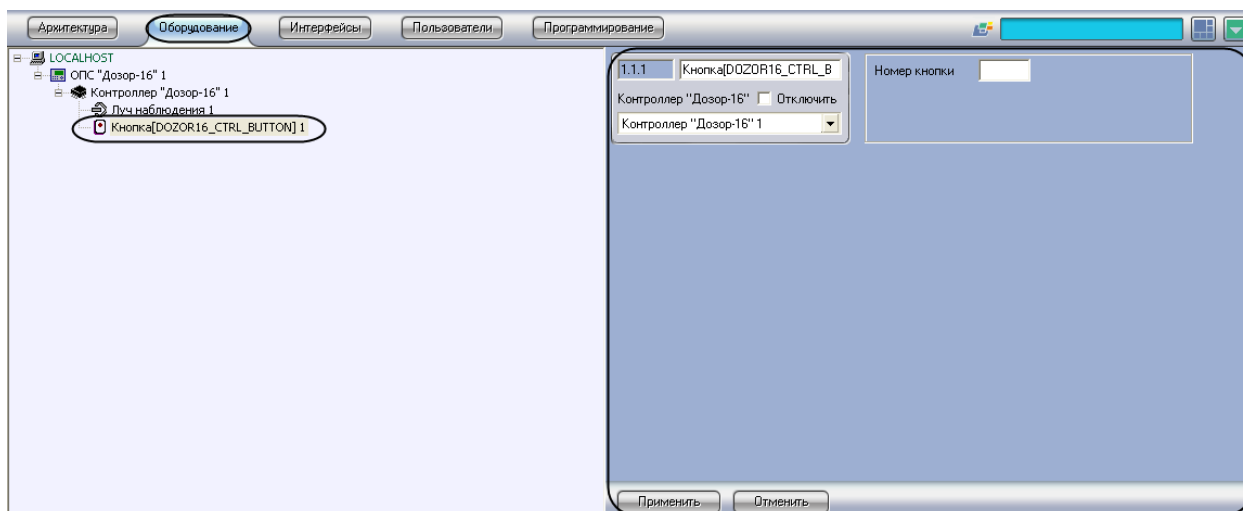 Архитектура Оборудование Интерфейсы Пользователи Программирование
LOCALHOST
ОПС "Дозор-16" 1
Контроллер "Дозор-16" 1
Луч наблюдения 1
Кнопка[DOZOR16_CTRL_BUTTON] 1
1.1.1 Кнопка[DOZOR16_CTRL_B
Контроллер "Дозор-16" Отключить
Контроллер "Дозор-16" 1
Номер кнопки
Применить Отменить